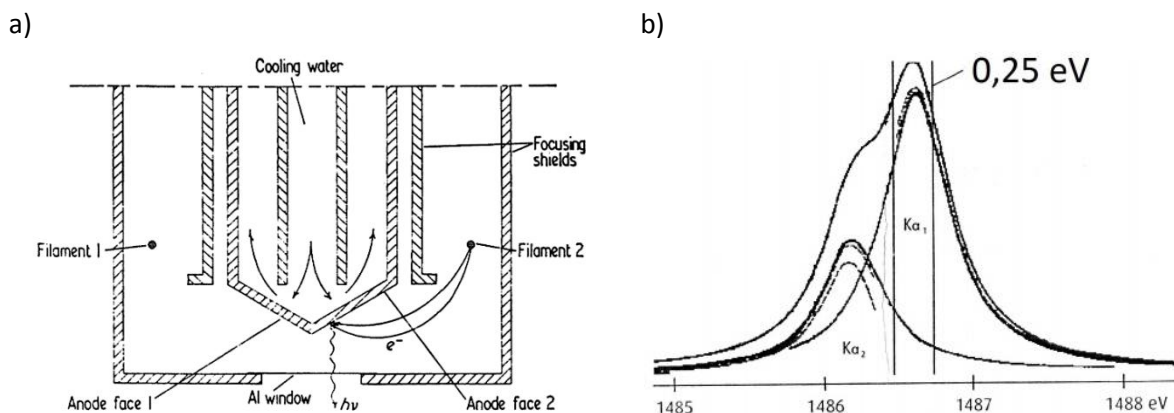 a)
b)
Cooling water
0,25 eV
Focusing
shields
Filament 1
Filament 2
Kα₁
Kα₂
e⁻
Anode face 1
Al window
hν
Anode face 2
1485
1486
1487
1488 eV